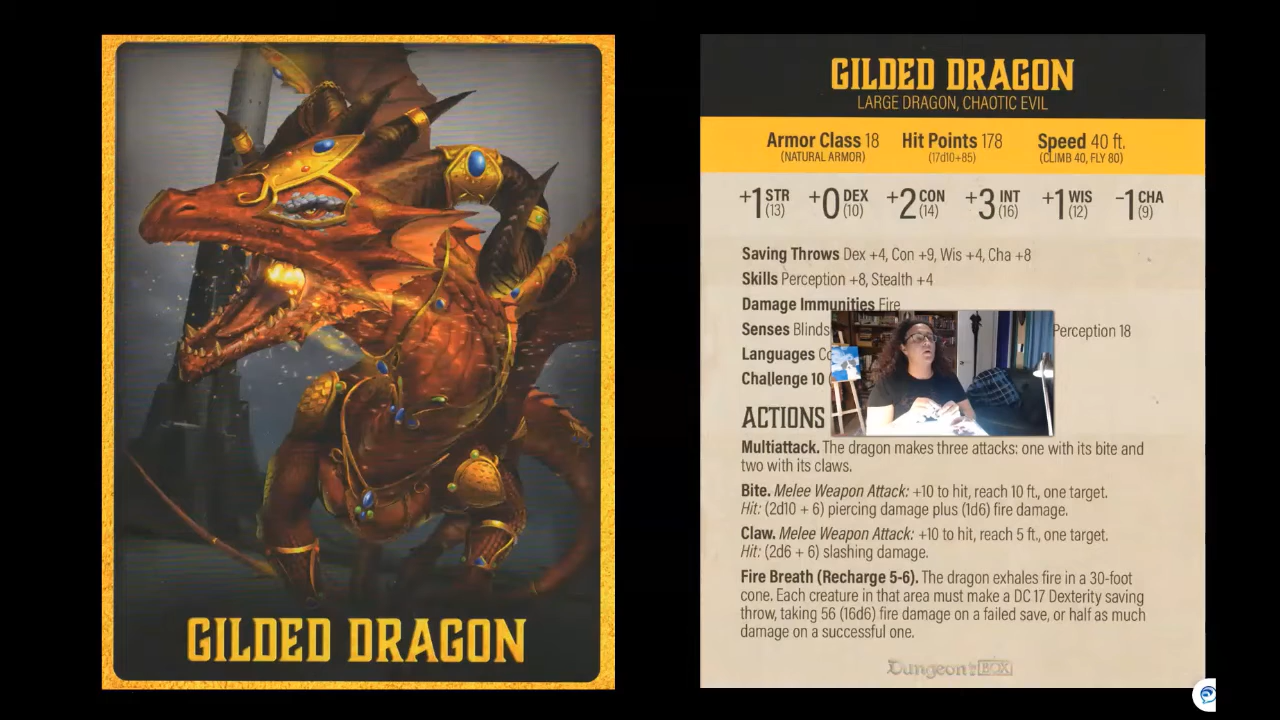 GILDED DRAGON
GILDED DRAGON
LARGE DRAGON, CHAOTIC EVIL
Armor Class 18 Hit Points 178 Speed 40 ft.
(NATURAL ARMOR) (17d10+85) (CLIMB 40, FLY 80)
+1 STR (13) +0 DEX (10) +2 CON (14) +3 INT (16) +1 WIS (12) -1 CHA (9)
Saving Throws Dex +4, Con +9, Wis +4, Cha +8
Skills Perception +8, Stealth +4
Damage Immunities Fire
Senses Blinds Perception 18
Languages Co
Challenge 10
ACTIONS
Multiattack. The dragon makes three attacks: one with its bite and
two with its claws.
Bite. Melee Weapon Attack: +10 to hit, reach 10 ft., one target.
Hit: (2d10 + 6) piercing damage plus (1d6) fire damage.
Claw. Melee Weapon Attack: +10 to hit, reach 5 ft., one target.
Hit: (2d6 + 6) slashing damage.
Fire Breath (Recharge 5-6). The dragon exhales fire in a 30-foot
cone. Each creature in that area must make a DC 17 Dexterity saving
throw, taking 56 (16d6) fire damage on a failed save, or half as much
damage on a successful one.
Dungeon BOX